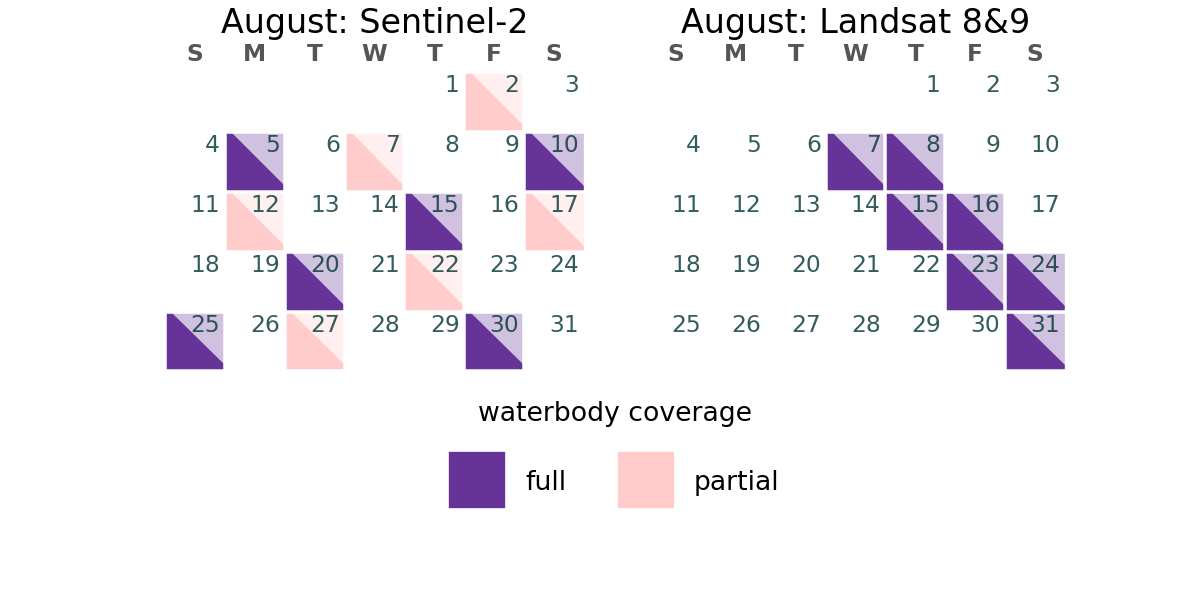 August: Sentinel-2
S M T W T F S
1 2 3
4 5 6 7 8 9 10
11 12 13 14 15 16 17
18 19 20 21 22 23 24
25 26 27 28 29 30 31
August: Landsat 8&9
S M T W T F S
1 2 3
4 5 6 7 8 9 10
11 12 13 14 15 16 17
18 19 20 21 22 23 24
25 26 27 28 29 30 31
waterbody coverage
full partial